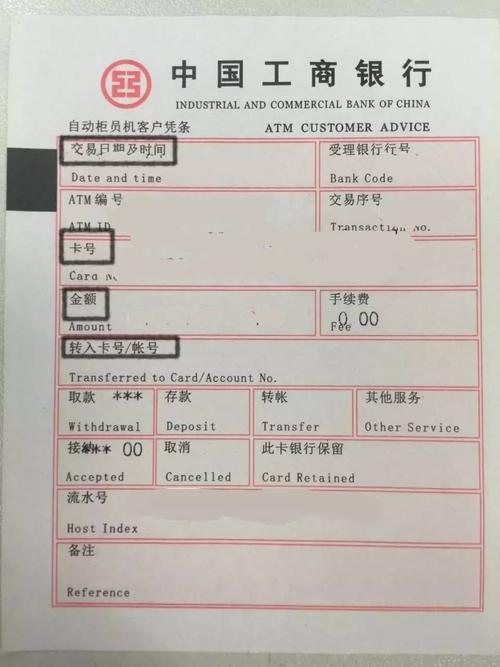 中国工商银行
INDUSTRIAL AND COMMERCIAL BANK OF CHINA
自动柜员机客户凭条 ATM CUSTOMER ADVICE
交易日期及时间 受理银行行号
Date and time Bank Code
ATM 编号 交易序号
ATM ID Transaction No.
卡号
Card No
金额 手续费
Amount Fee 0 00
转入卡号/帐号
Transferred to Card/Account No.
取款 *** 存款 转帐 其他服务
Withdrawal Deposit Transfer Other Service
接纳*** 00 取消 此卡银行保留
Accepted Cancelled Card Retained
流水号
Host Index
备注
Reference